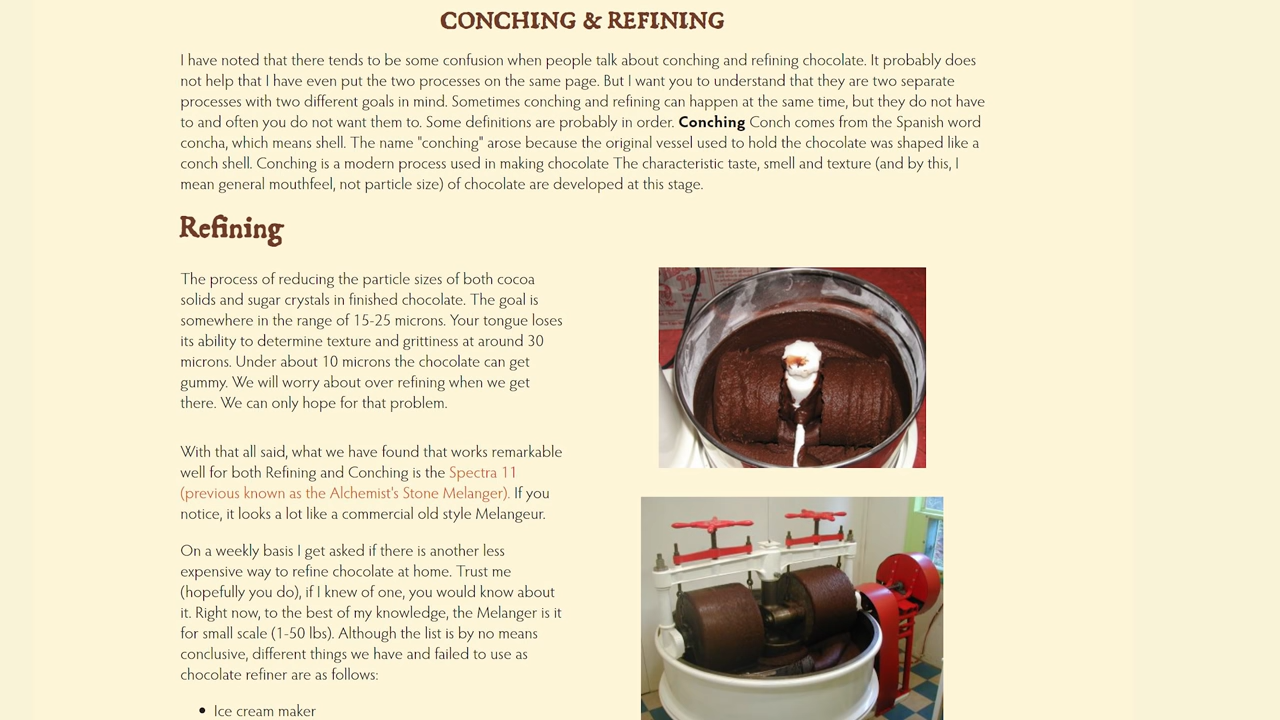 CONCHING & REFINING
I have noted that there tends to be some confusion when people talk about conching and refining chocolate. It probably does
not help that I have even put the two processes on the same page. But I want you to understand that they are two separate
processes with two different goals in mind. Sometimes conching and refining can happen at the same time, but they do not have
to and often you do not want them to. Some definitions are probably in order. Conching Conch comes from the Spanish word
concha, which means shell. The name "conching" arose because the original vessel used to hold the chocolate was shaped like a
conch shell. Conching is a modern process used in making chocolate The characteristic taste, smell and texture (and by this, I
mean general mouthfeel, not particle size) of chocolate are developed at this stage.
Refining
The process of reducing the particle sizes of both cocoa
solids and sugar crystals in finished chocolate. The goal is
somewhere in the range of 15-25 microns. Your tongue loses
its ability to determine texture and grittiness at around 30
microns. Under about 10 microns the chocolate can get
gummy. We will worry about over refining when we get
there. We can only hope for that problem.
With that all said, what we have found that works remarkable
well for both Refining and Conching is the Spectra 11
(previous known as the Alchemist's Stone Melanger). If you
notice, it looks a lot like a commercial old style Melangeur.
On a weekly basis I get asked if there is another less
expensive way to refine chocolate at home. Trust me
(hopefully you do), if I knew of one, you would know about
it. Right now, to the best of my knowledge, the Melanger is it
for small scale (1-50 lbs). Although the list is by no means
conclusive, different things we have and failed to use as
chocolate refiner are as follows:
• Ice cream maker